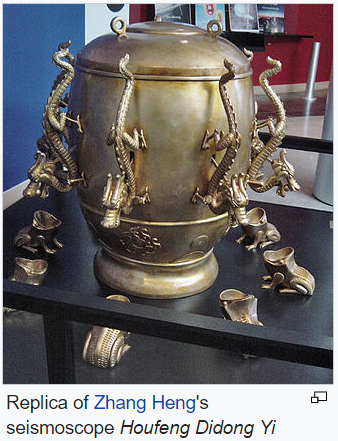 Replica of Zhang Heng's
seismoscope Houfeng Didong Yi